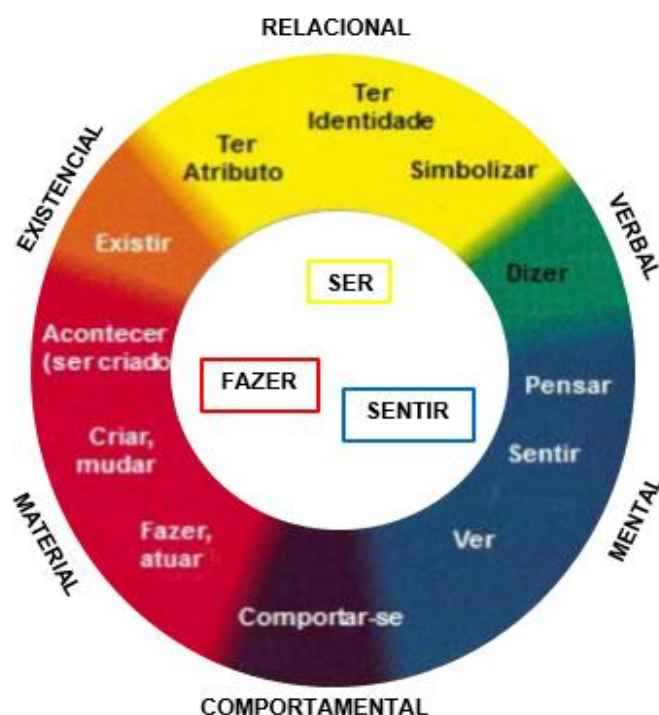 RELACIONAL
Ter
Identidade
Ter
Atributo
Simbolizar
EXISTENCIAL
VERBAL
Existir
Dizer
SER
Acontecer
(ser criado
FAZER
Pensar
SENTIR
Criar,
mudar
Sentir
MATERIAL
MENTAL
Fazer,
atuar
Ver
Comportar-se
COMPORTAMENTAL